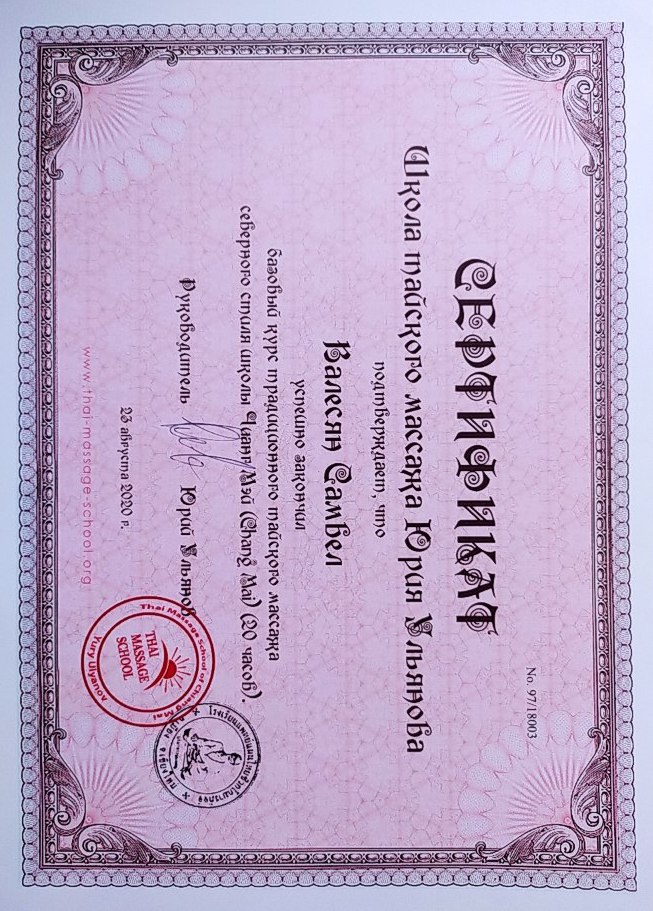 No. 97/18003
СЕРТИФИКАТ
Школа тайского массажа Юрия Ульянова
подтверждает, что
Валесян Самвел
успешно закончил
базовый курс традиционного тайского массажа
северного стиля школы Чианг Мэй (Chang Mai) (20 часов).
Руководитель Юрий Ульянов
Thai Massage School of Chiang Mai
THAI
MASSAGE
SCHOOL
Yury Ulyanov
23 августа 2020 г.
www.thai-massage-school.org